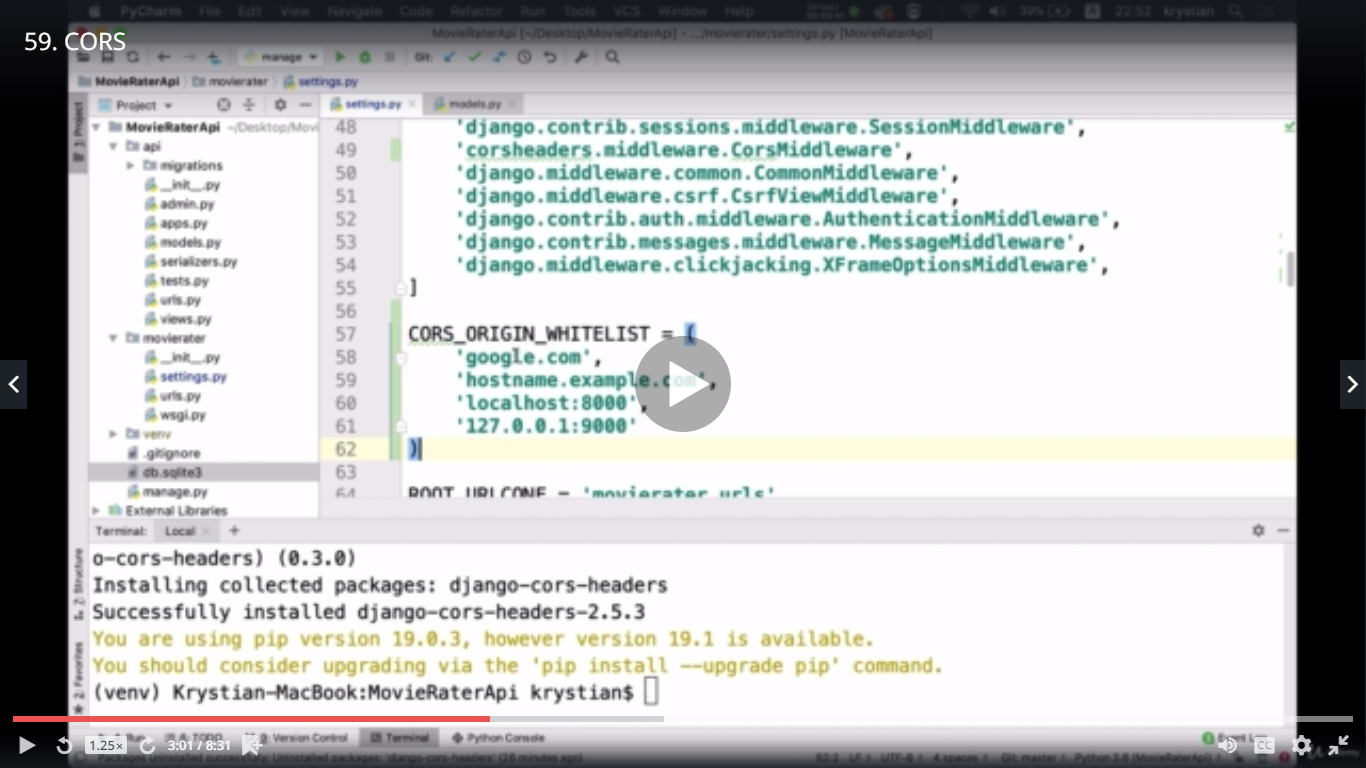 PyCharm File Edit View Navigate Code Refactor Run Tools VCS Window Help 39% 22:52 krystian
MovieRaterApi [~/Desktop/MovieRaterApi] - .../movierater/settings.py [MovieRaterApi]
59. CORS
manage Git:
MovieRaterApi movierater settings.py
1: Project
Project
settings.py models.py
MovieRaterApi ~/Desktop/Movi
api
migrations
__init__.py
admin.py
apps.py
models.py
serializers.py
tests.py
urls.py
views.py
movierater
__init__.py
settings.py
urls.py
wsgi.py
venv
.gitignore
db.sqlite3
manage.py
External Libraries
48 'django.contrib.sessions.middleware.SessionMiddleware',
49 'corsheaders.middleware.CorsMiddleware',
50 'django.middleware.common.CommonMiddleware',
51 'django.middleware.csrf.CsrfViewMiddleware',
52 'django.contrib.auth.middleware.AuthenticationMiddleware',
53 'django.contrib.messages.middleware.MessageMiddleware',
54 'django.middleware.clickjacking.XFrameOptionsMiddleware',
55 ]
56
57 CORS_ORIGIN_WHITELIST = (
58 'google.com',
59 'hostname.example.com',
60 'localhost:8000',
61 '127.0.0.1:9000'
62 )
63
64 ROOT_URLCONF = 'movierater.urls'
Terminal: Local +
2: Structure
2: Favorites
o-cors-headers) (0.3.0)
Installing collected packages: django-cors-headers
Successfully installed django-cors-headers-2.5.3
You are using pip version 19.0.3, however version 19.1 is available.
You should consider upgrading via the 'pip install --upgrade pip' command.
(venv) Krystian-MacBook:MovieRaterApi krystian$
1.25× 3:01 / 8:31 CC
Version Control Terminal Python Console
Packages uninstalled successfully: Uninstalled packages: 'django-cors-headers' (26 minutes ago) 62:2 LF UTF-8 4 spaces Git: master Python 3.6 (MovieRaterApi)